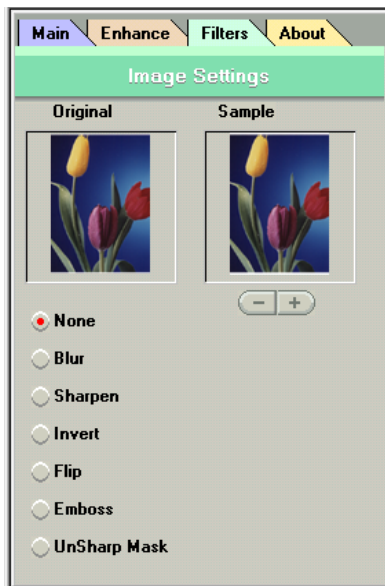 Main Enhance Filters About
Image Settings
Original Sample
- +
None
Blur
Sharpen
Invert
Flip
Emboss
UnSharp Mask